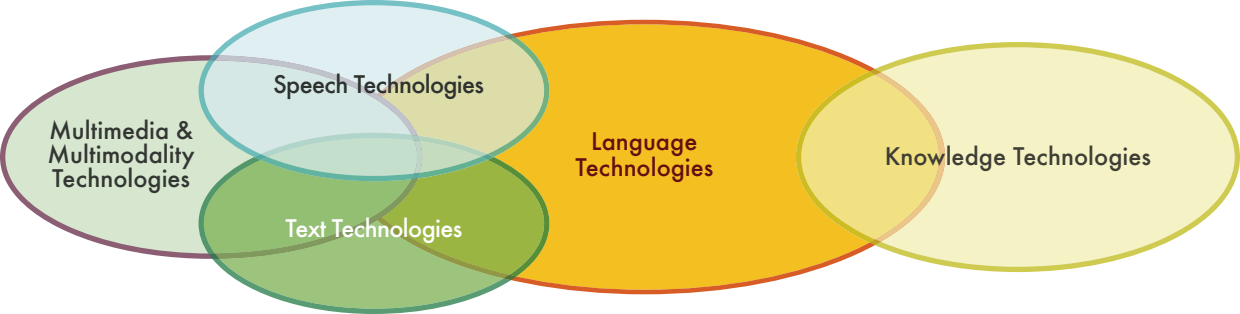 Speech Technologies
Multimedia &
Multimodality
Technologies
Language
Technologies
Knowledge Technologies
Text Technologies